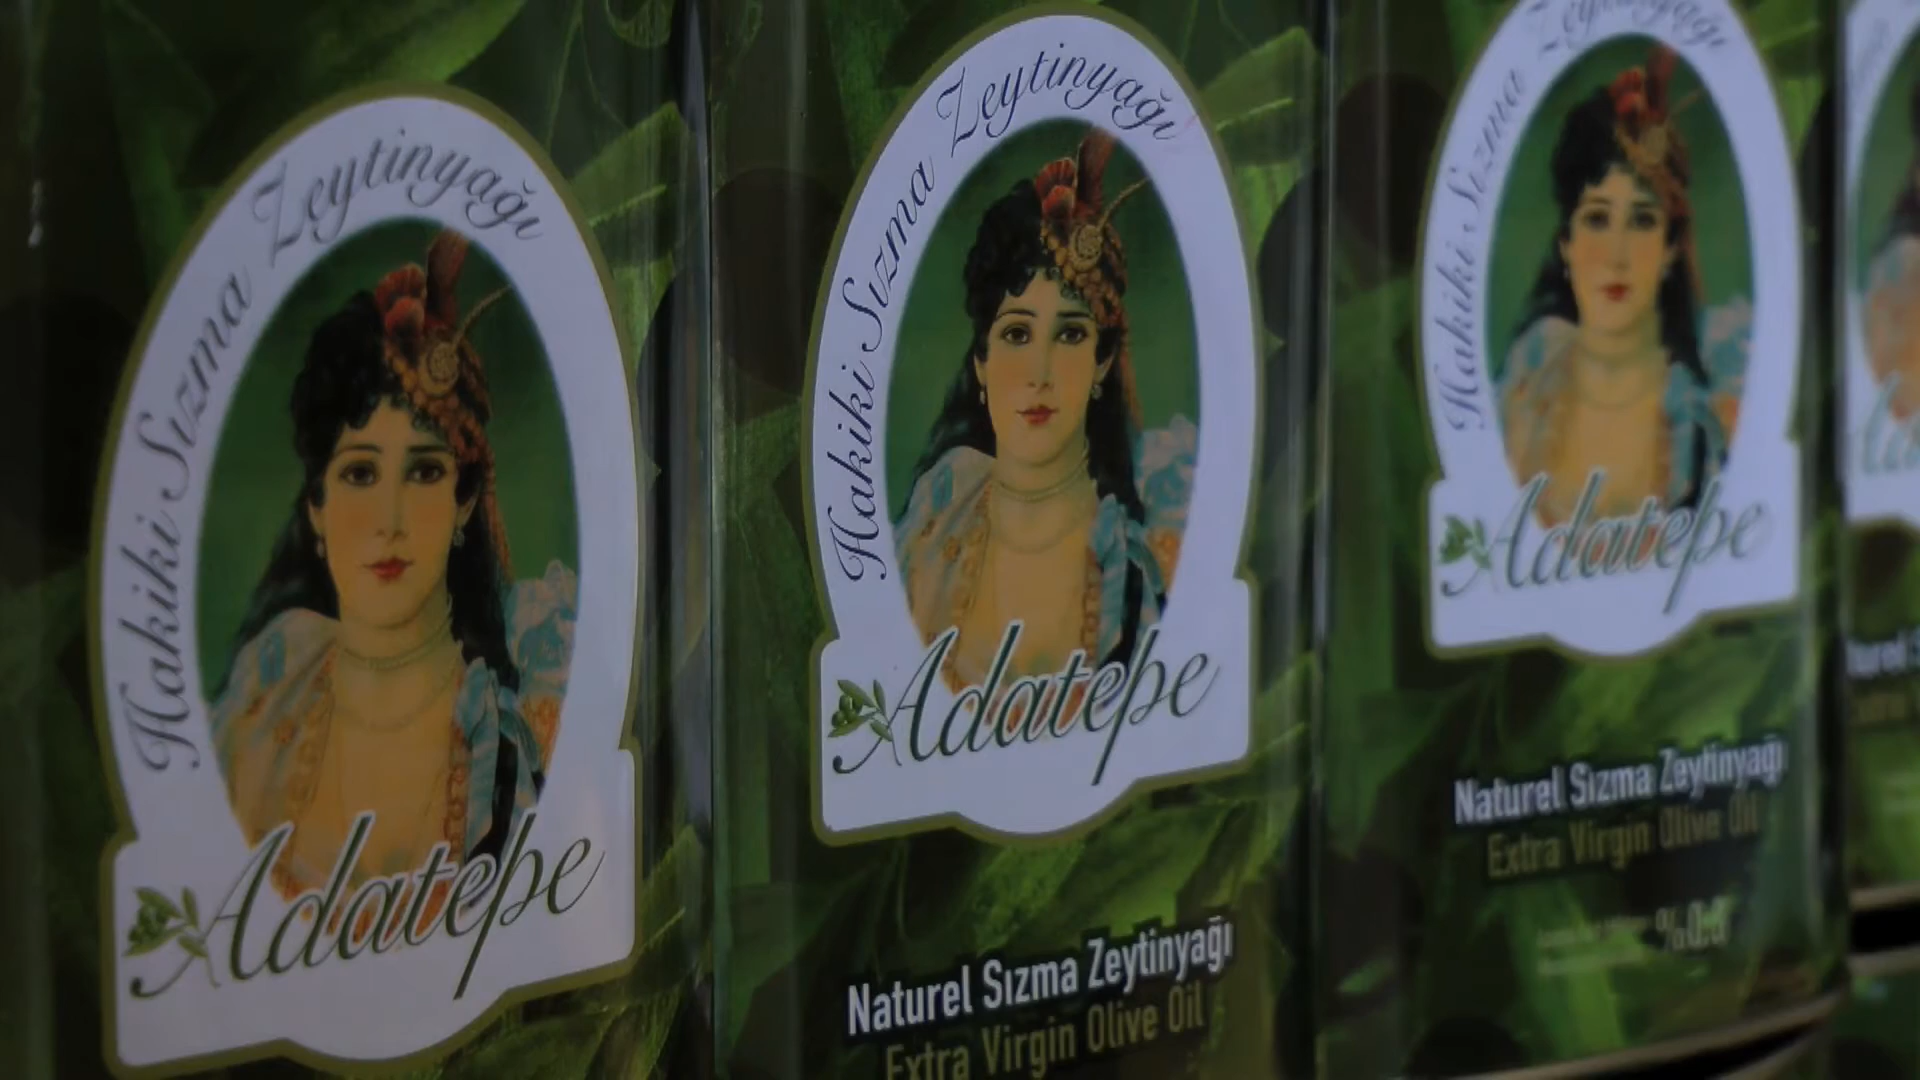 Hakiki Sızma Zeytinyağı
Adatepe
Hakiki Sızma Zeytinyağı
Adatepe
Naturel Sızma Zeytinyağı
Extra Virgin Olive Oil
Hakiki Sızma Zeytinyağı
Adatepe
Naturel Sızma Zeytinyağı
Extra Virgin Olive Oil